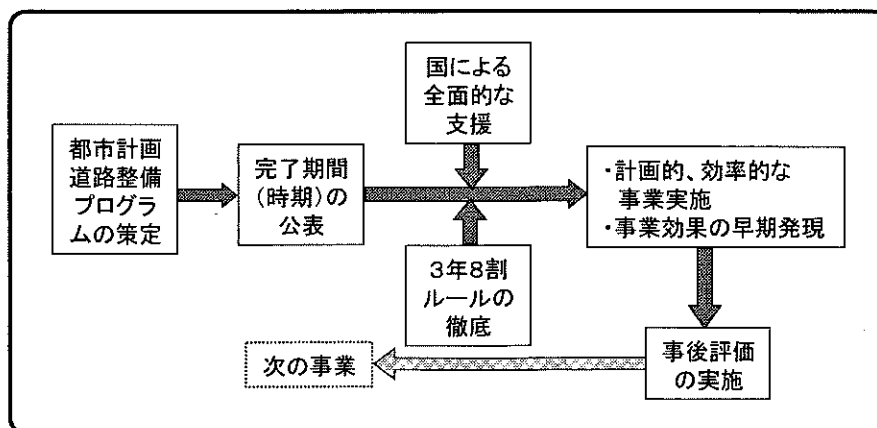 国による
全面的な
支援
都市計画
道路整備
プログラ
ムの策定
完了期間
(時期)の
公表
・計画的、効率的な
事業実施
・事業効果の早期発現
3年8割
ルールの
徹底
次の事業
事後評価
の実施